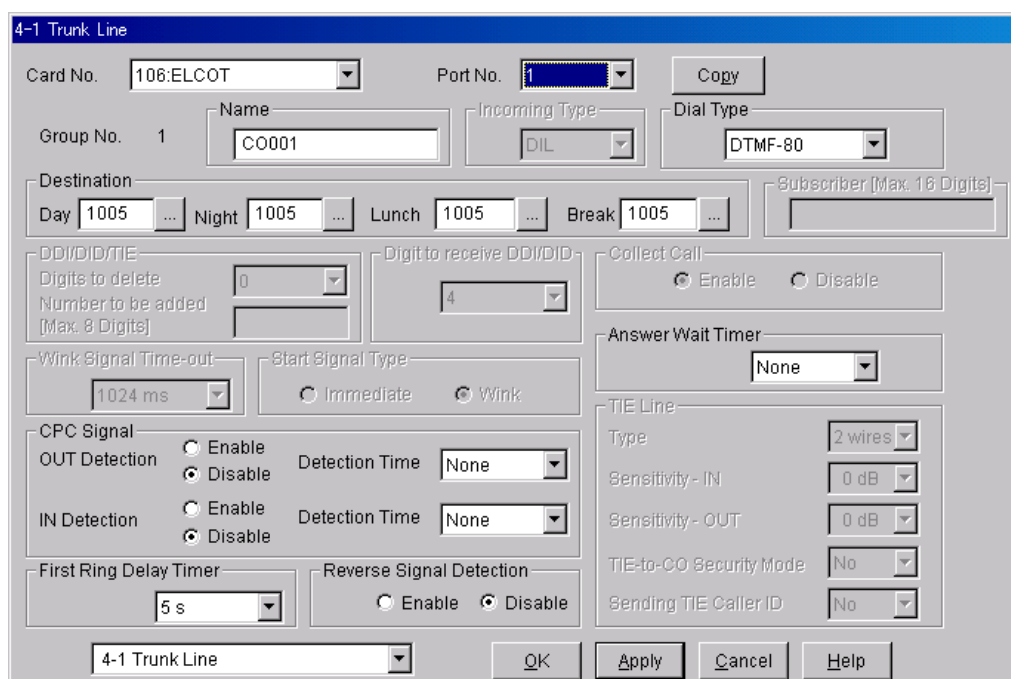 4-1 Trunk Line
Card No. 106:ELCOT Port No. 1 Copy
Group No. 1 Name CO001 Incoming Type DIL Dial Type DTMF-80
Destination
Day 1005 ... Night 1005 ... Lunch 1005 ... Break 1005 ...
Subscriber [Max. 16 Digits]
DDI/DID/TIE
Digits to delete 0
Number to be added
[Max. 8 Digits]
Digit to receive DDI/DID
4
Collect Call
Enable Disable
Answer Wait Timer
None
Wink Signal Time-out
1024 ms
Start Signal Type
Immediate Wink
CPC Signal
OUT Detection Enable Disable Detection Time None
IN Detection Enable Disable Detection Time None
TIE Line
Type 2 wires
Sensitivity - IN 0 dB
Sensitivity - OUT 0 dB
TIE-to-CO Security Mode No
Sending TIE Caller ID No
First Ring Delay Timer
5 s
Reverse Signal Detection
Enable Disable
4-1 Trunk Line OK Apply Cancel Help